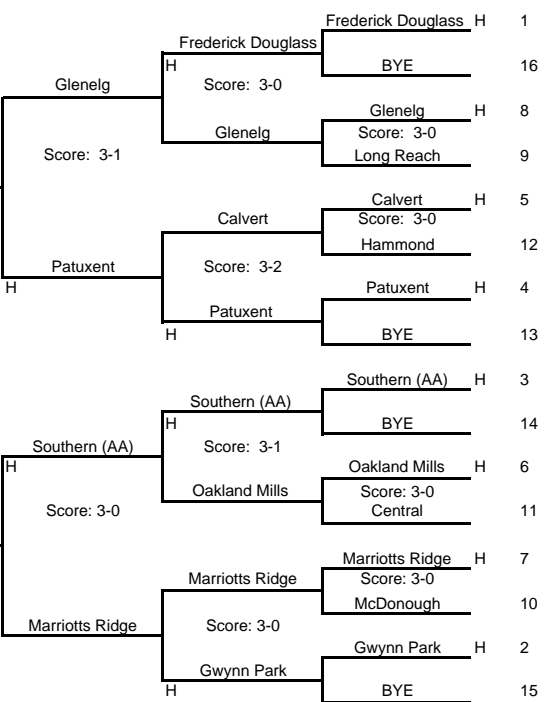 Frederick Douglass H 1
Frederick Douglass
H BYE 16
Glenelg Score: 3-0
Glenelg H 8
Glenelg Score: 3-0
Score: 3-1 Long Reach 9
Calvert H 5
Calvert Score: 3-0
Hammond 12
Patuxent Score: 3-2
H Patuxent H 4
Patuxent
H BYE 13
Southern (AA) H 3
Southern (AA)
H BYE 14
Southern (AA) Score: 3-1
H Oakland Mills H 6
Oakland Mills Score: 3-0
Score: 3-0 Central 11
Marriotts Ridge H 7
Marriotts Ridge Score: 3-0
McDonough 10
Marriotts Ridge Score: 3-0
Gwynn Park H 2
Gwynn Park
H BYE 15